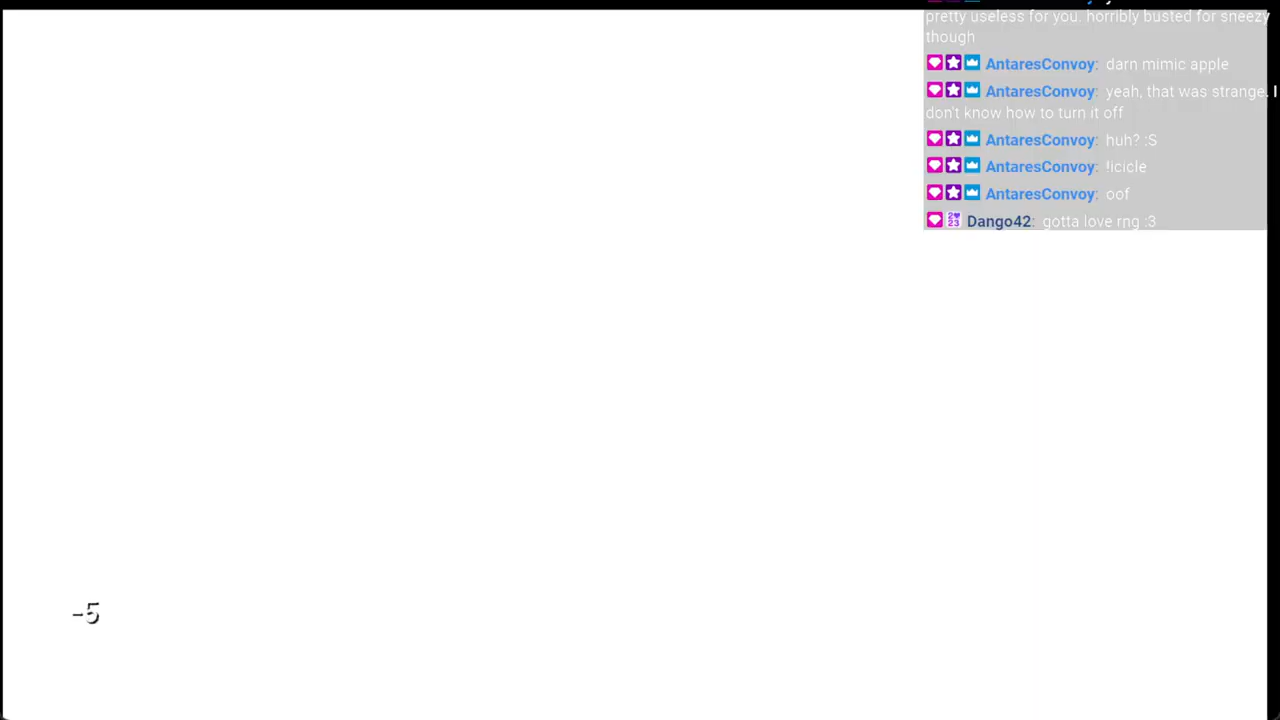 pretty useless for you. horribly busted for sneezy
though
AntaresConvoy: darn mimic apple
AntaresConvoy: yeah, that was strange. I
don't know how to turn it off
AntaresConvoy: huh? :S
AntaresConvoy: !icicle
AntaresConvoy: oof
Dango42: gotta love rng :3
-5